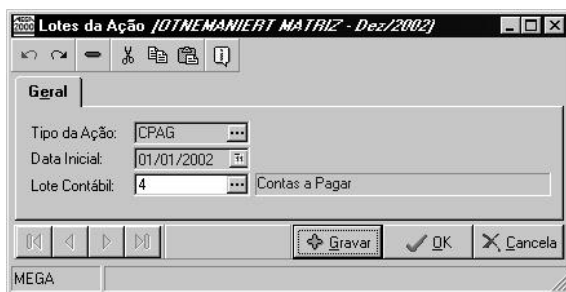 Lotes da Ação [OTNEMANIERT MATRIZ - Dez/2002]
Geral
Tipo da Ação: CPAG ...
Data Inicial: 01/01/2002
Lote Contábil: 4 ... Contas a Pagar
Gravar OK Cancela
MEGA